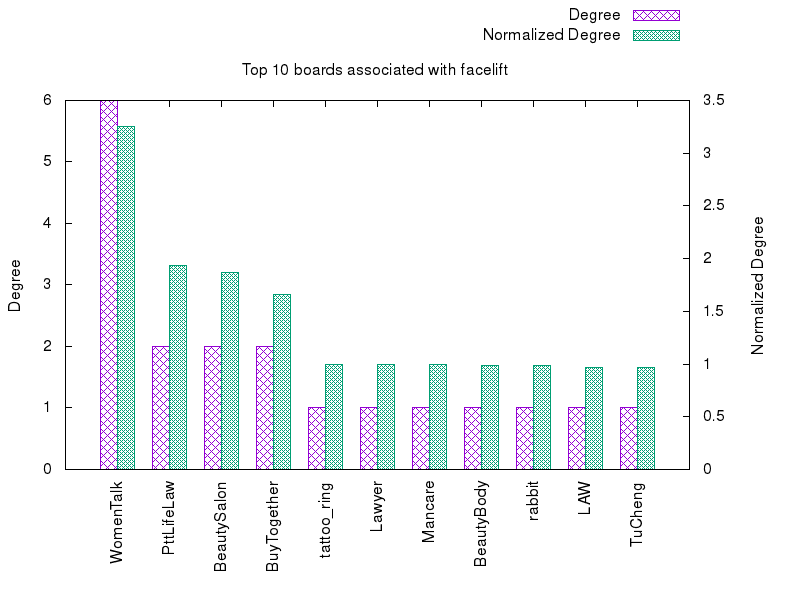 Degree
Normalized Degree
Top 10 boards associated with facelift
6
5
4
3
2
1
0
Degree
3.5
3
2.5
2
1.5
1
0.5
0
Normalized Degree
WomenTalk
PttLifeLaw
BeautySalon
BuyTogether
tattoo_ring
Lawyer
Mancare
BeautyBody
rabbit
LAW
TuCheng